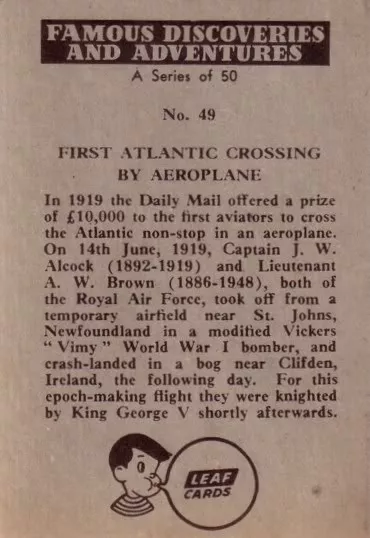 FAMOUS DISCOVERIES
AND ADVENTURES
A Series of 50
No. 49
FIRST ATLANTIC CROSSING
BY AEROPLANE
In 1919 the Daily Mail offered a prize
of £10,000 to the first aviators to cross
the Atlantic non-stop in an aeroplane.
On 14th June, 1919, Captain J. W.
Alcock (1892-1919) and Lieutenant
A. W. Brown (1886-1948), both of
the Royal Air Force, took off from a
temporary airfield near St. Johns,
Newfoundland in a modified Vickers
“ Vimy ” World War I bomber, and
crash-landed in a bog near Clifden,
Ireland, the following day. For this
epoch-making flight they were knighted
by King George V shortly afterwards.
LEAF
CARDS